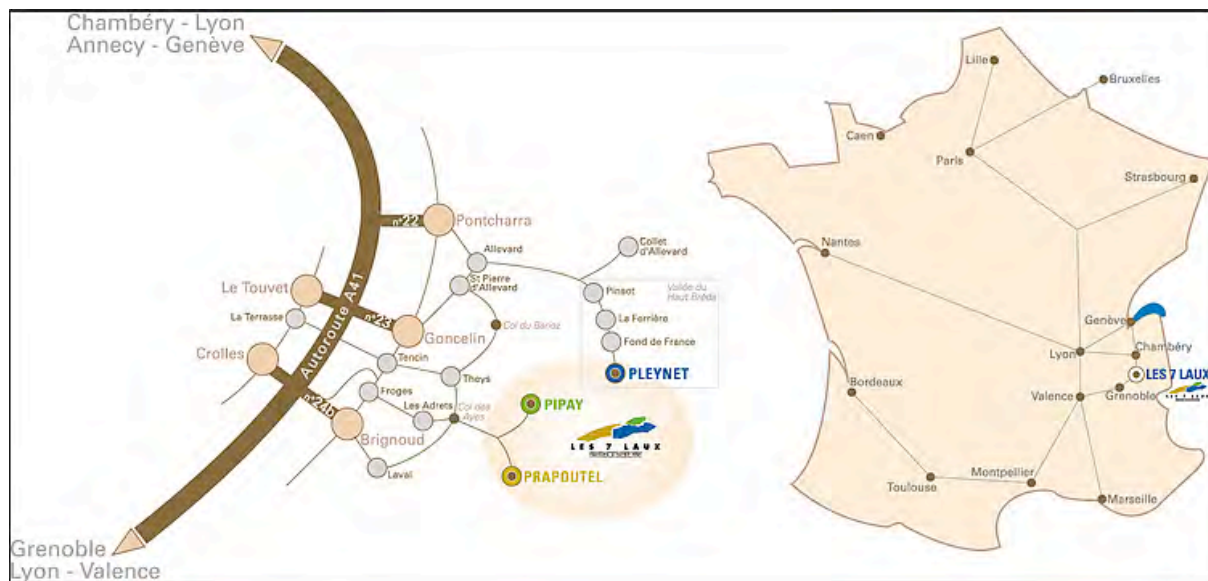 Chambéry - Lyon
Annecy - Genève
Autoroute A41
n°22
Pontcharra
Allevard
Collet
d'Allevard
St Pierre
d'Allevard
Pinsot
Vallée du
Haut Bréda
Le Touvet
La Terrasse
n°23
Goncelin
Col du Barioz
La Ferrière
Fond de France
Crolles
Tencin
Theys
PLEYNET
n°24b
Froges
Les Adrets
Col des
Ayes
PIPAY
Brignoud
LES 7 LAUX
Laval
PRAPOUTEL
Grenoble
Lyon - Valence
Lille
Bruxelles
Caen
Paris
Strasbourg
Nantes
Genève
Lyon
Chambéry
LES 7 LAUX
Bordeaux
Valence
Grenoble
Montpellier
Toulouse
Marseille